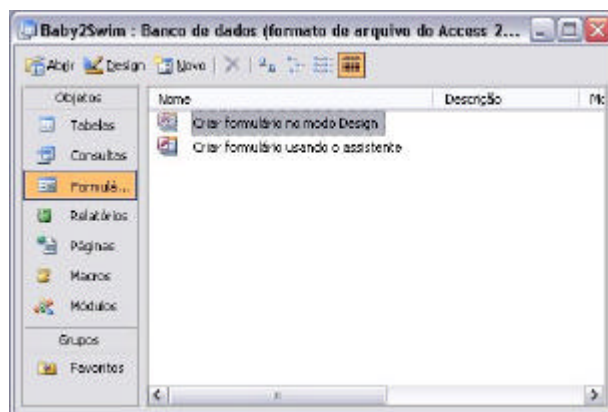 Baby2Swim : Banco de dados (formato de arquivo do Access 2...
Abrir Design Novo
Objetos
Tabelas
Consultas
Formulá...
Relatórios
Páginas
Macros
Módulos
Grupos
Favoritos
Nome Descrição
Criar formulário no modo Design
Criar formulário usando o assistente